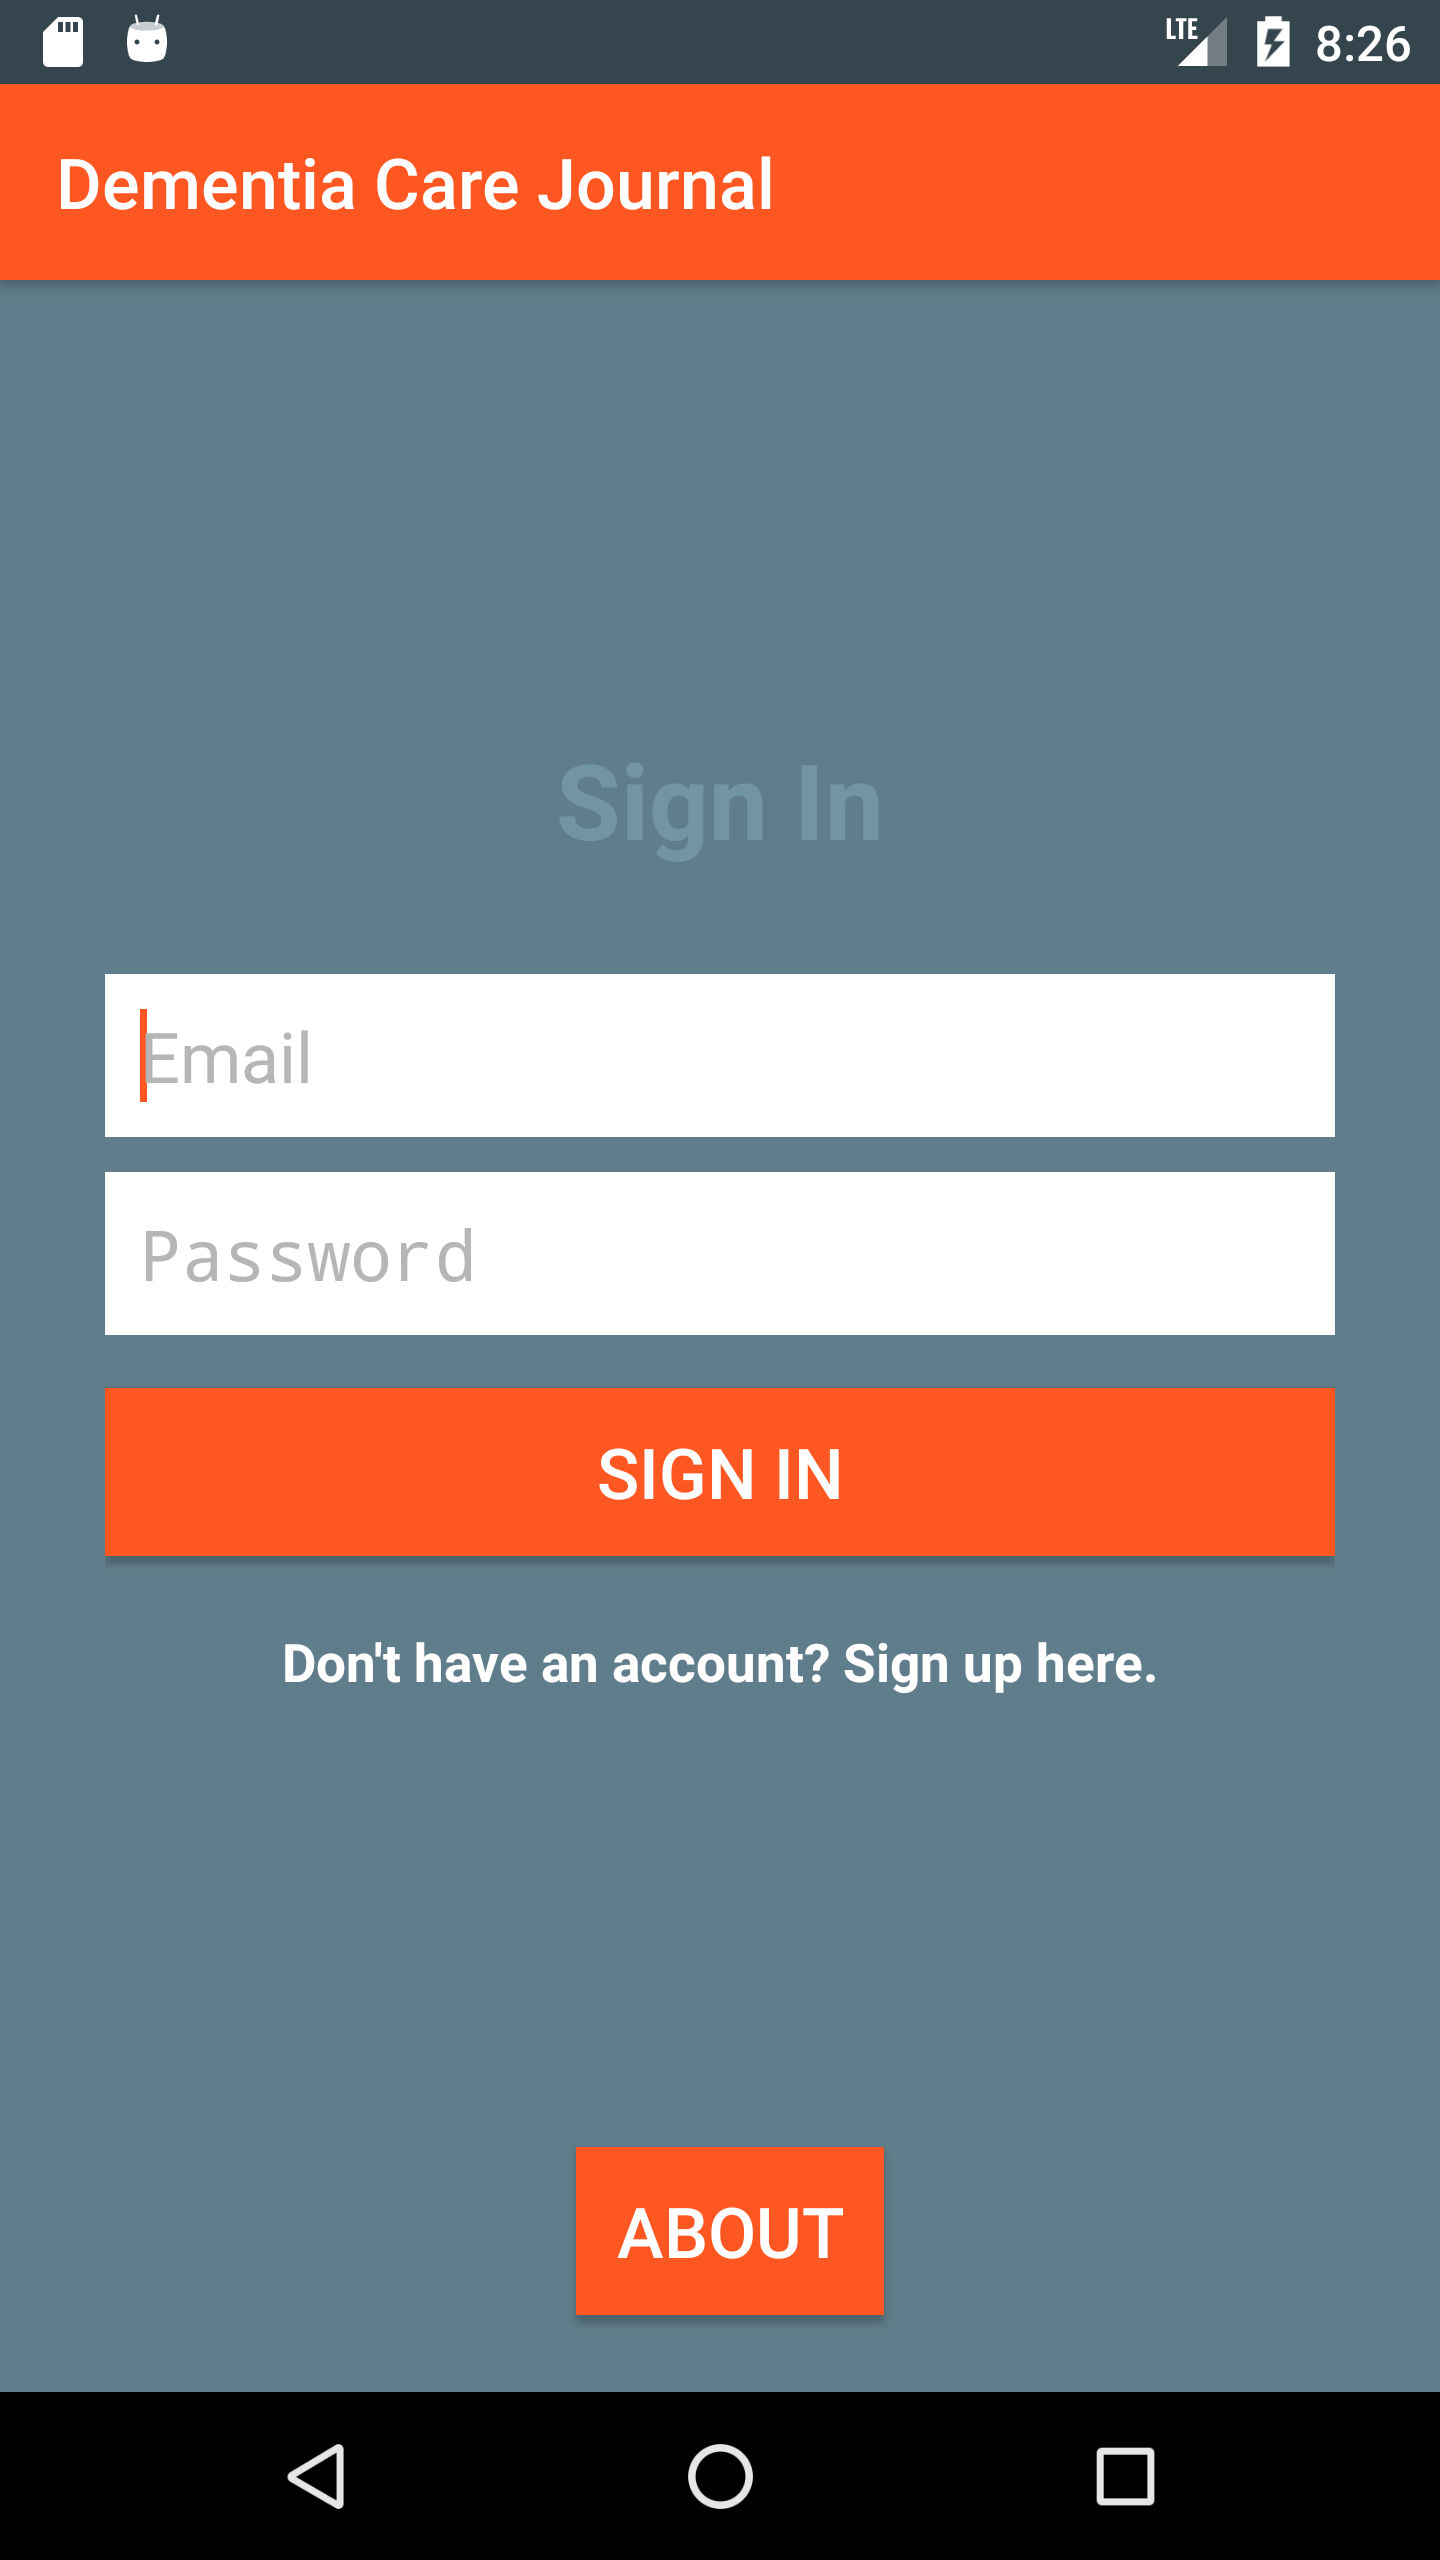 LTE 8:26
Dementia Care Journal
Sign In
Email
Password
SIGN IN
Don't have an account? Sign up here.
ABOUT